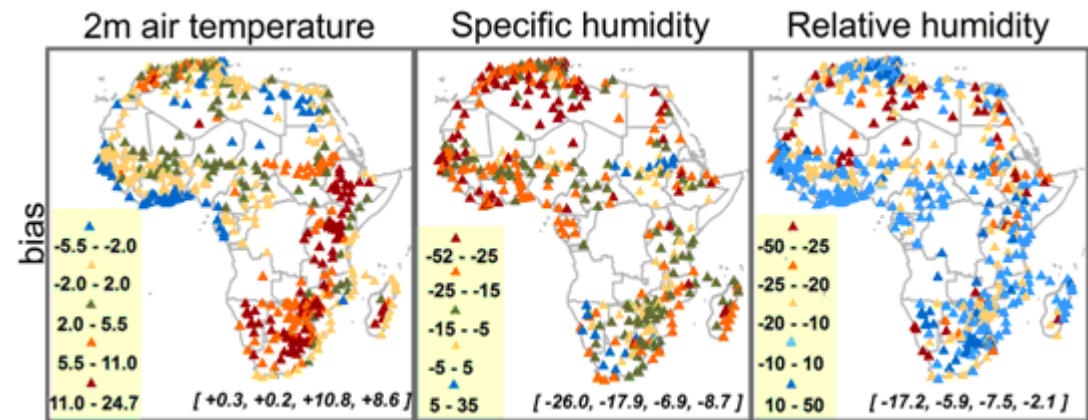 2m air temperature
Specific humidity
Relative humidity
bias
-5.5 - -2.0
-2.0 - 2.0
2.0 - 5.5
5.5 - 11.0
11.0 - 24.7
[ +0.3, +0.2, +10.8, +8.6 ]
-52 - -25
-25 - -15
-15 - -5
-5 - 5
5 - 35
[ -26.0, -17.9, -6.9, -8.7 ]
-50 - -25
-25 - -20
-20 - -10
-10 - 10
10 - 50
[ -17.2, -5.9, -7.5, -2.1 ]